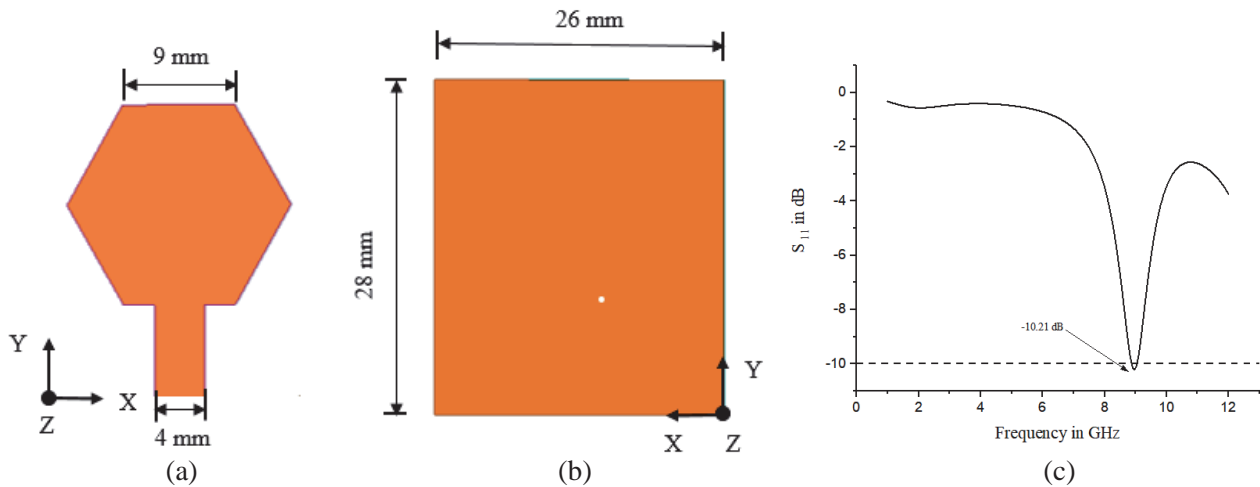 9 mm
Y
X
Z
4 mm
(a)
26 mm
28 mm
Y
X
Z
(b)
0
-2
-4
-6
-8
-10
S11 in dB
-10.21 dB
0 2 4 6 8 10 12
Frequency in GHz
(c)